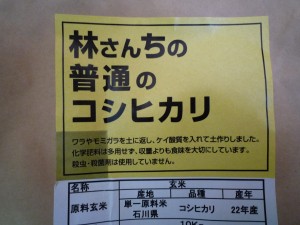 林さんちの
普通の
コシヒカリ
ワラやモミガラを土に返し、ケイ酸質を入れて土作りしました。
化学肥料は多用せず、収量よりも食味を大切にしています。
殺虫・殺菌剤は使用していません。
名称 玄米
産地 品種 産年
原料玄米 単一原料米
石川県 コシヒカリ 22年産